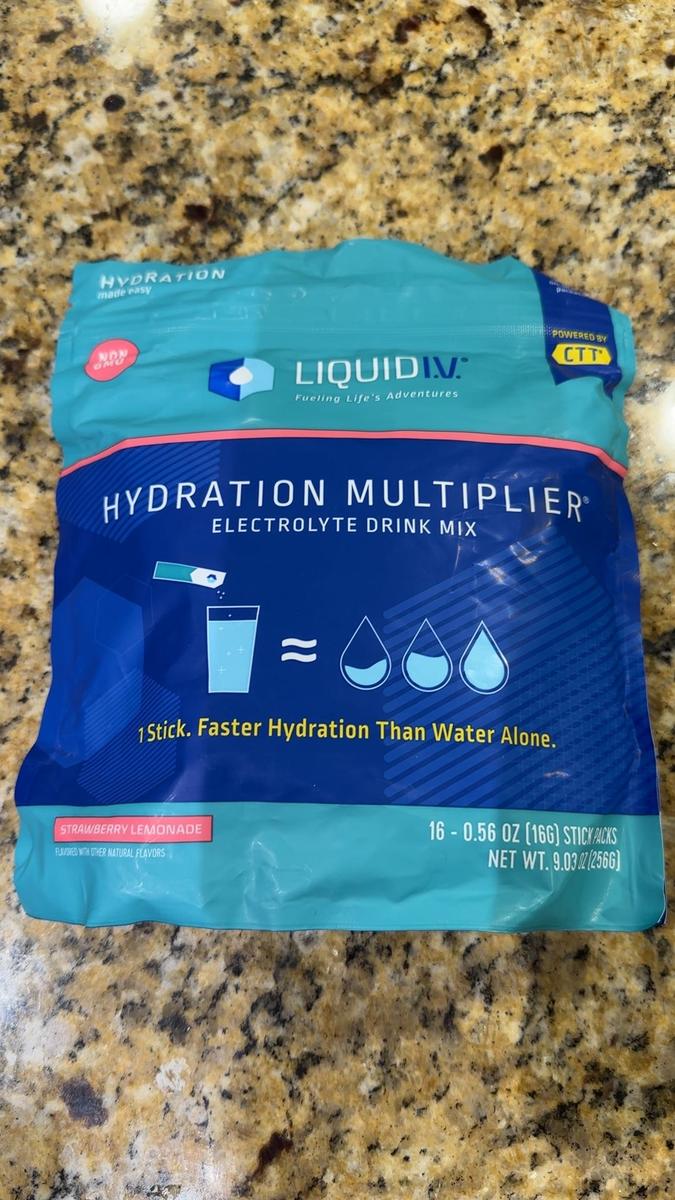 HYDRATION
made easy
POWERED BY
CTT
NON
GMO
LIQUID I.V.
Fueling Life's Adventures
HYDRATION MULTIPLIER®
ELECTROLYTE DRINK MIX
≈
1 Stick. Faster Hydration Than Water Alone.
STRAWBERRY LEMONADE
FLAVORED WITH OTHER NATURAL FLAVORS
16 - 0.56 OZ (16G) STICK PACKS
NET WT. 9.03 OZ (256G)